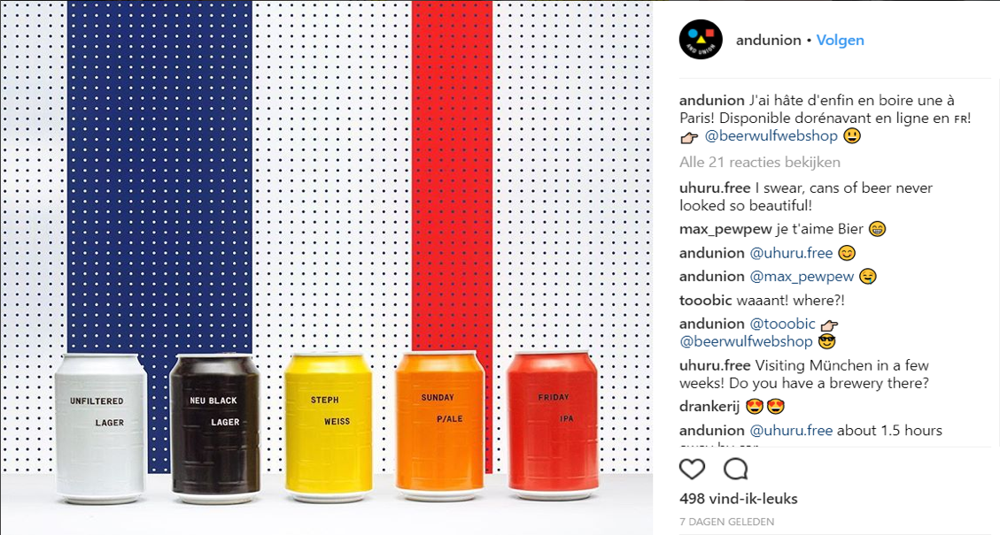 UNFILTERED
LAGER
NEU BLACK
LAGER
STEPH
WEISS
SUNDAY
P/ALE
FRIDAY
IPA
AND UNION
andunion • Volgen
andunion J'ai hâte d'enfin en boire une à
Paris! Disponible dorénavant en ligne en FR!
👉 @beerwulfwebshop 😃
Alle 21 reacties bekijken
uhuru.free I swear, cans of beer never
looked so beautiful!
max_pewpew je t'aime Bier 😁
andunion @uhuru.free 😊
andunion @max_pewpew 🤤
tooobic waaant! where?!
andunion @tooobic 👉
@beerwulfwebshop 😎
uhuru.free Visiting München in a few
weeks! Do you have a brewery there?
drankerij 😍😍
andunion @uhuru.free about 1.5 hours
498 vind-ik-leuks
7 DAGEN GELEDEN